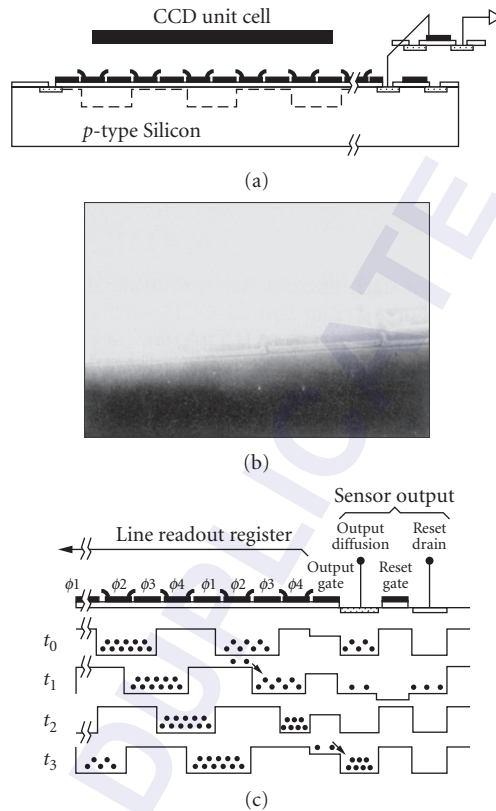 CCD unit cell
p-type Silicon
(a)
(b)
Sensor output
Line readout register
Output diffusion
Reset drain
Output gate
Reset gate
ϕ1 ϕ2 ϕ3 ϕ4 ϕ1 ϕ2 ϕ3 ϕ4
t0
t1
t2
t3
(c)
DUPLICATE